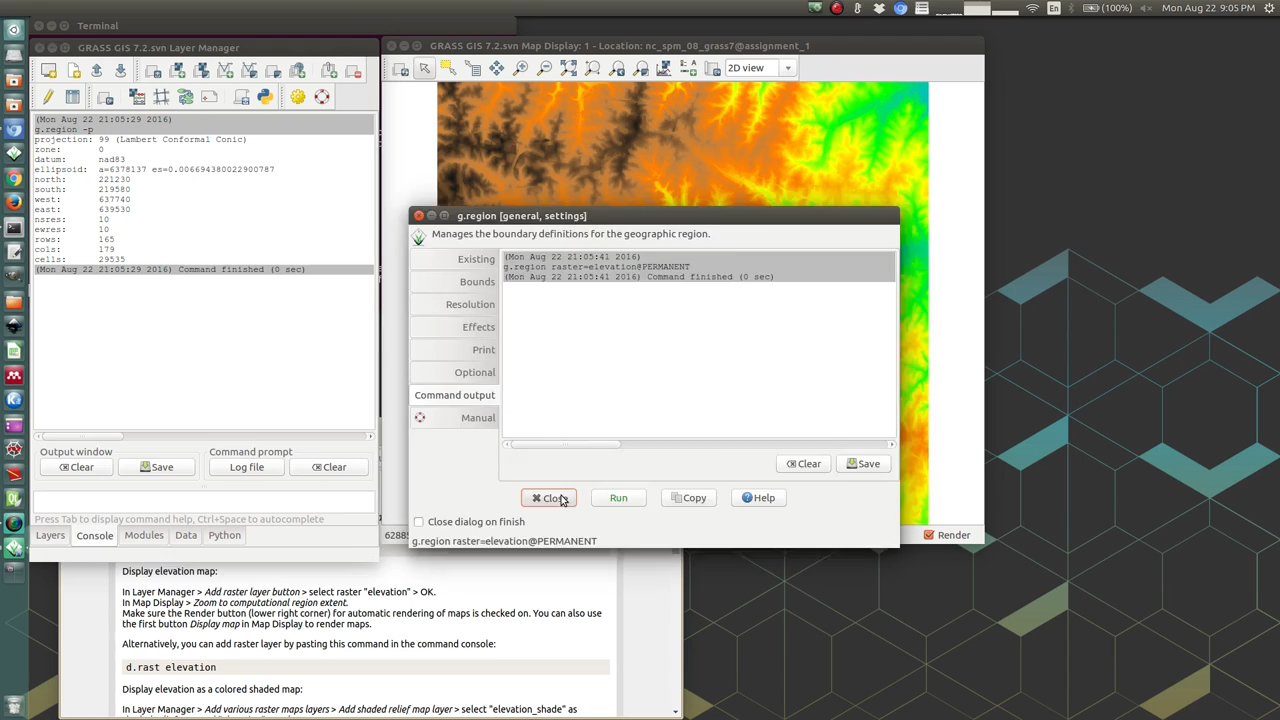 En
(100%)
Mon Aug 22 9:05 PM
Terminal
GRASS GIS 7.2.svn Layer Manager
GRASS GIS 7.2.svn Map Display: 1 - Location: nc_spm_08_grass7@assignment_1
2D view
(Mon Aug 22 21:05:29 2016)
g.region -p
projection: 99 (Lambert Conformal Conic)
zone: 0
datum: nad83
ellipsoid: a=6378137 es=0.006694380022900787
north: 221230
south: 219580
west: 637740
east: 639530
nsres: 10
ewres: 10
rows: 165
cols: 179
cells: 29535
(Mon Aug 22 21:05:29 2016) Command finished (0 sec)
Output window
Command prompt
Clear
Save
Log file
Clear
Press Tab to display command help, Ctrl+Space to autocomplete
Layers
Console
Modules
Data
Python
g.region [general, settings]
Manages the boundary definitions for the geographic region.
Existing
Bounds
Resolution
Effects
Print
Optional
Command output
Manual
(Mon Aug 22 21:05:41 2016)
g.region raster=elevation@PERMANENT
(Mon Aug 22 21:05:41 2016) Command finished (0 sec)
Clear
Save
Close
Run
Copy
Help
Close dialog on finish
g.region raster=elevation@PERMANENT
Render
Display elevation map:
In Layer Manager > Add raster layer button > select raster "elevation" > OK.
In Map Display > Zoom to computational region extent.
Make sure the Render button (lower right corner) for automatic rendering of maps is checked on. You can also use
the first button Display map in Map Display to render maps.
Alternatively, you can add raster layer by pasting this command in the command console:
d.rast elevation
Display elevation as a colored shaded map:
In Layer Manager > Add various raster maps layers > Add shaded relief map layer > select "elevation_shade" as